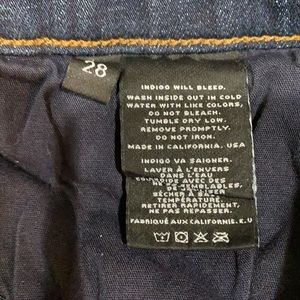 28
INDIGO WILL BLEED.
WASH INSIDE OUT IN COLD
WATER WITH LIKE COLORS,
DO NOT BLEACH.
TUMBLE DRY LOW.
REMOVE PROMPTLY.
DO NOT IRON.
MADE IN CALIFORNIA. USA
INDIGO VA SAIGNER.
LAVER À L'ENVERS
DANS L'EAU
AVEC DES
SEMBLABLES,
SÉCHER À BASSE
TEMPÉRATURE.
RETIRER RAPIDEMENT,
NE PAS REPASSER.
FABRIQUÉ AUX CALIFORNIE. E.U